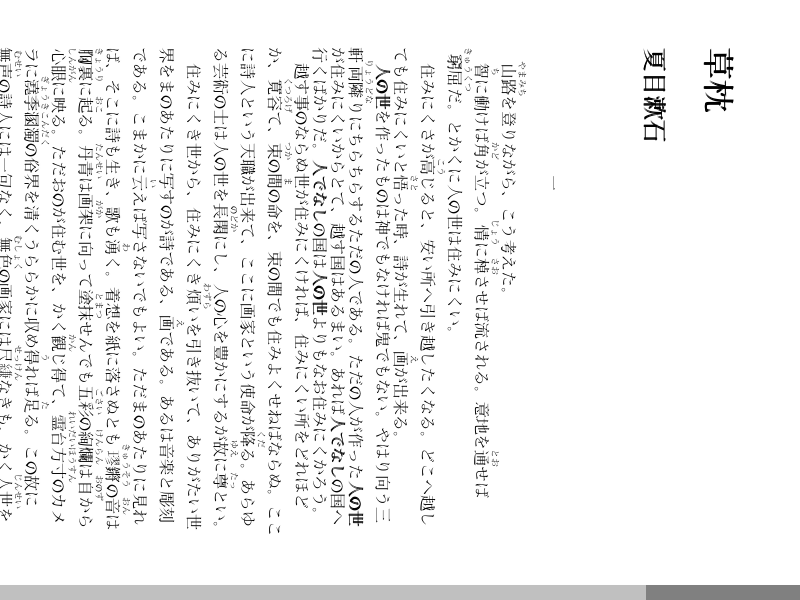 草枕
夏目漱石
一
山路を登りながら、こう考えた。
智に働けば角が立つ。情に棹させば流される。意地を通せば
窮屈だ。とかくに人の世は住みにくい。
住みにくさが高じると、安い所へ引き越したくなる。どこへ越し
ても住みにくいと悟った時、詩が生れて、画が出来る。
人の世を作ったものは神でもなければ鬼でもない。やはり向う三
軒両隣りにちらちらするただの人である。ただの人が作った人の世
が住みにくいからとて、越す国はあるまい。あれば人でなしの国へ
行くばかりだ。人でなしの国は人の世よりもなお住みにくかろう。
越す事のならぬ世が住みにくければ、住みにくい所をどれほど
か、寛容て、束の間の命を、束の間でも住みよくせねばならぬ。ここ
に詩人という天職が出来て、ここに画家という使命が降る。あらゆ
る芸術の士は人の世を長閑にし、人の心を豊かにするが故に尊とい。
住みにくき世から、住みにくき煩いを引き抜いて、ありがたい世
界をまのあたりに写すのが詩である、画である。あるは音楽と彫刻
である。こまかに云えば写さないでもよい。ただまのあたりに見れ
ば、そこに詩も生き、歌も湧く。着想を紙に落さぬとも璆鏘の音は
胸裏に起る。丹青は画架に向って塗抹せんでも五彩の絢爛は自から
心眼に映る。ただおのが住む世を、かく観じ得て、霊台方寸のカメ
ラに澆季溷濁の俗界を清くうららかに収め得れば足る。この故に
無声の詩人には一句なく、無色の画家には尺縑なきも、かく人世を